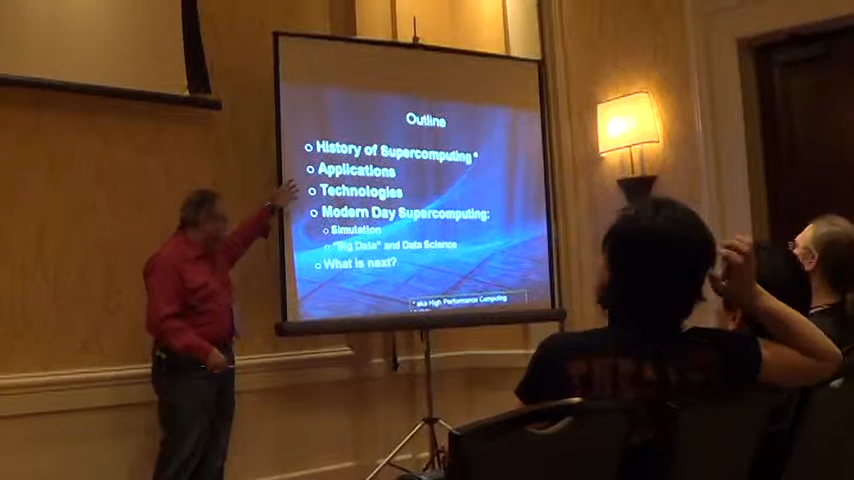 Outline
History of Supercomputing*
Applications
Technologies
Modern Day Supercomputing:
Simulation
"Big Data" and Data Science
What is next?
* aka High Performance Computing